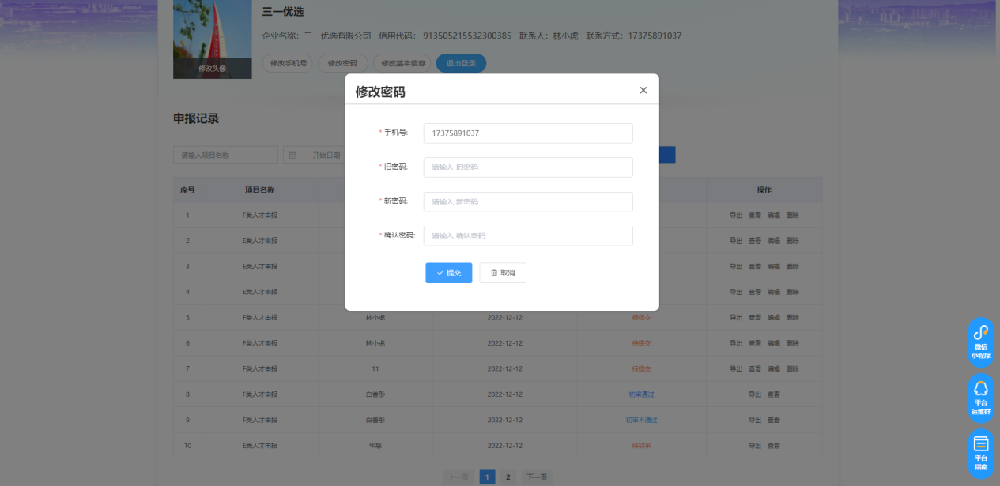 三一优选
企业名称：三一优选有限公司 信用代码：913505215532300385 联系人：林小虎 联系方式：17375891037
修改头像
修改手机号 修改密码 修改基本信息 退出登录
修改密码
* 手机号: 17375891037
* 旧密码: 请输入 旧密码
* 新密码: 请输入 新密码
* 确认密码: 请输入 确认密码
提交 取消
申报记录
请输入项目名称 开始日期
序号 项目名称 操作
1 F类人才申报 导出 查看 编辑 删除
2 E类人才申报 导出 查看 编辑 删除
3 E类人才申报 导出 查看 编辑 删除
4 E类人才申报 导出 查看 编辑 删除
5 F类人才申报 林小虎 2022-12-12 待提交 导出 查看 编辑 删除
6 F类人才申报 林小虎 2022-12-12 待提交 导出 查看 编辑 删除
7 F类人才申报 11 2022-12-12 待提交 导出 查看 编辑 删除
8 F类人才申报 白香彤 2022-12-12 初审通过 导出 查看
9 F类人才申报 白香彤 2022-12-12 初审不通过 导出 查看
10 E类人才申报 华慈 2022-12-12 待初审 导出 查看
上一页 1 2 下一页
微信
小程序
平台
运维群
平台
指南